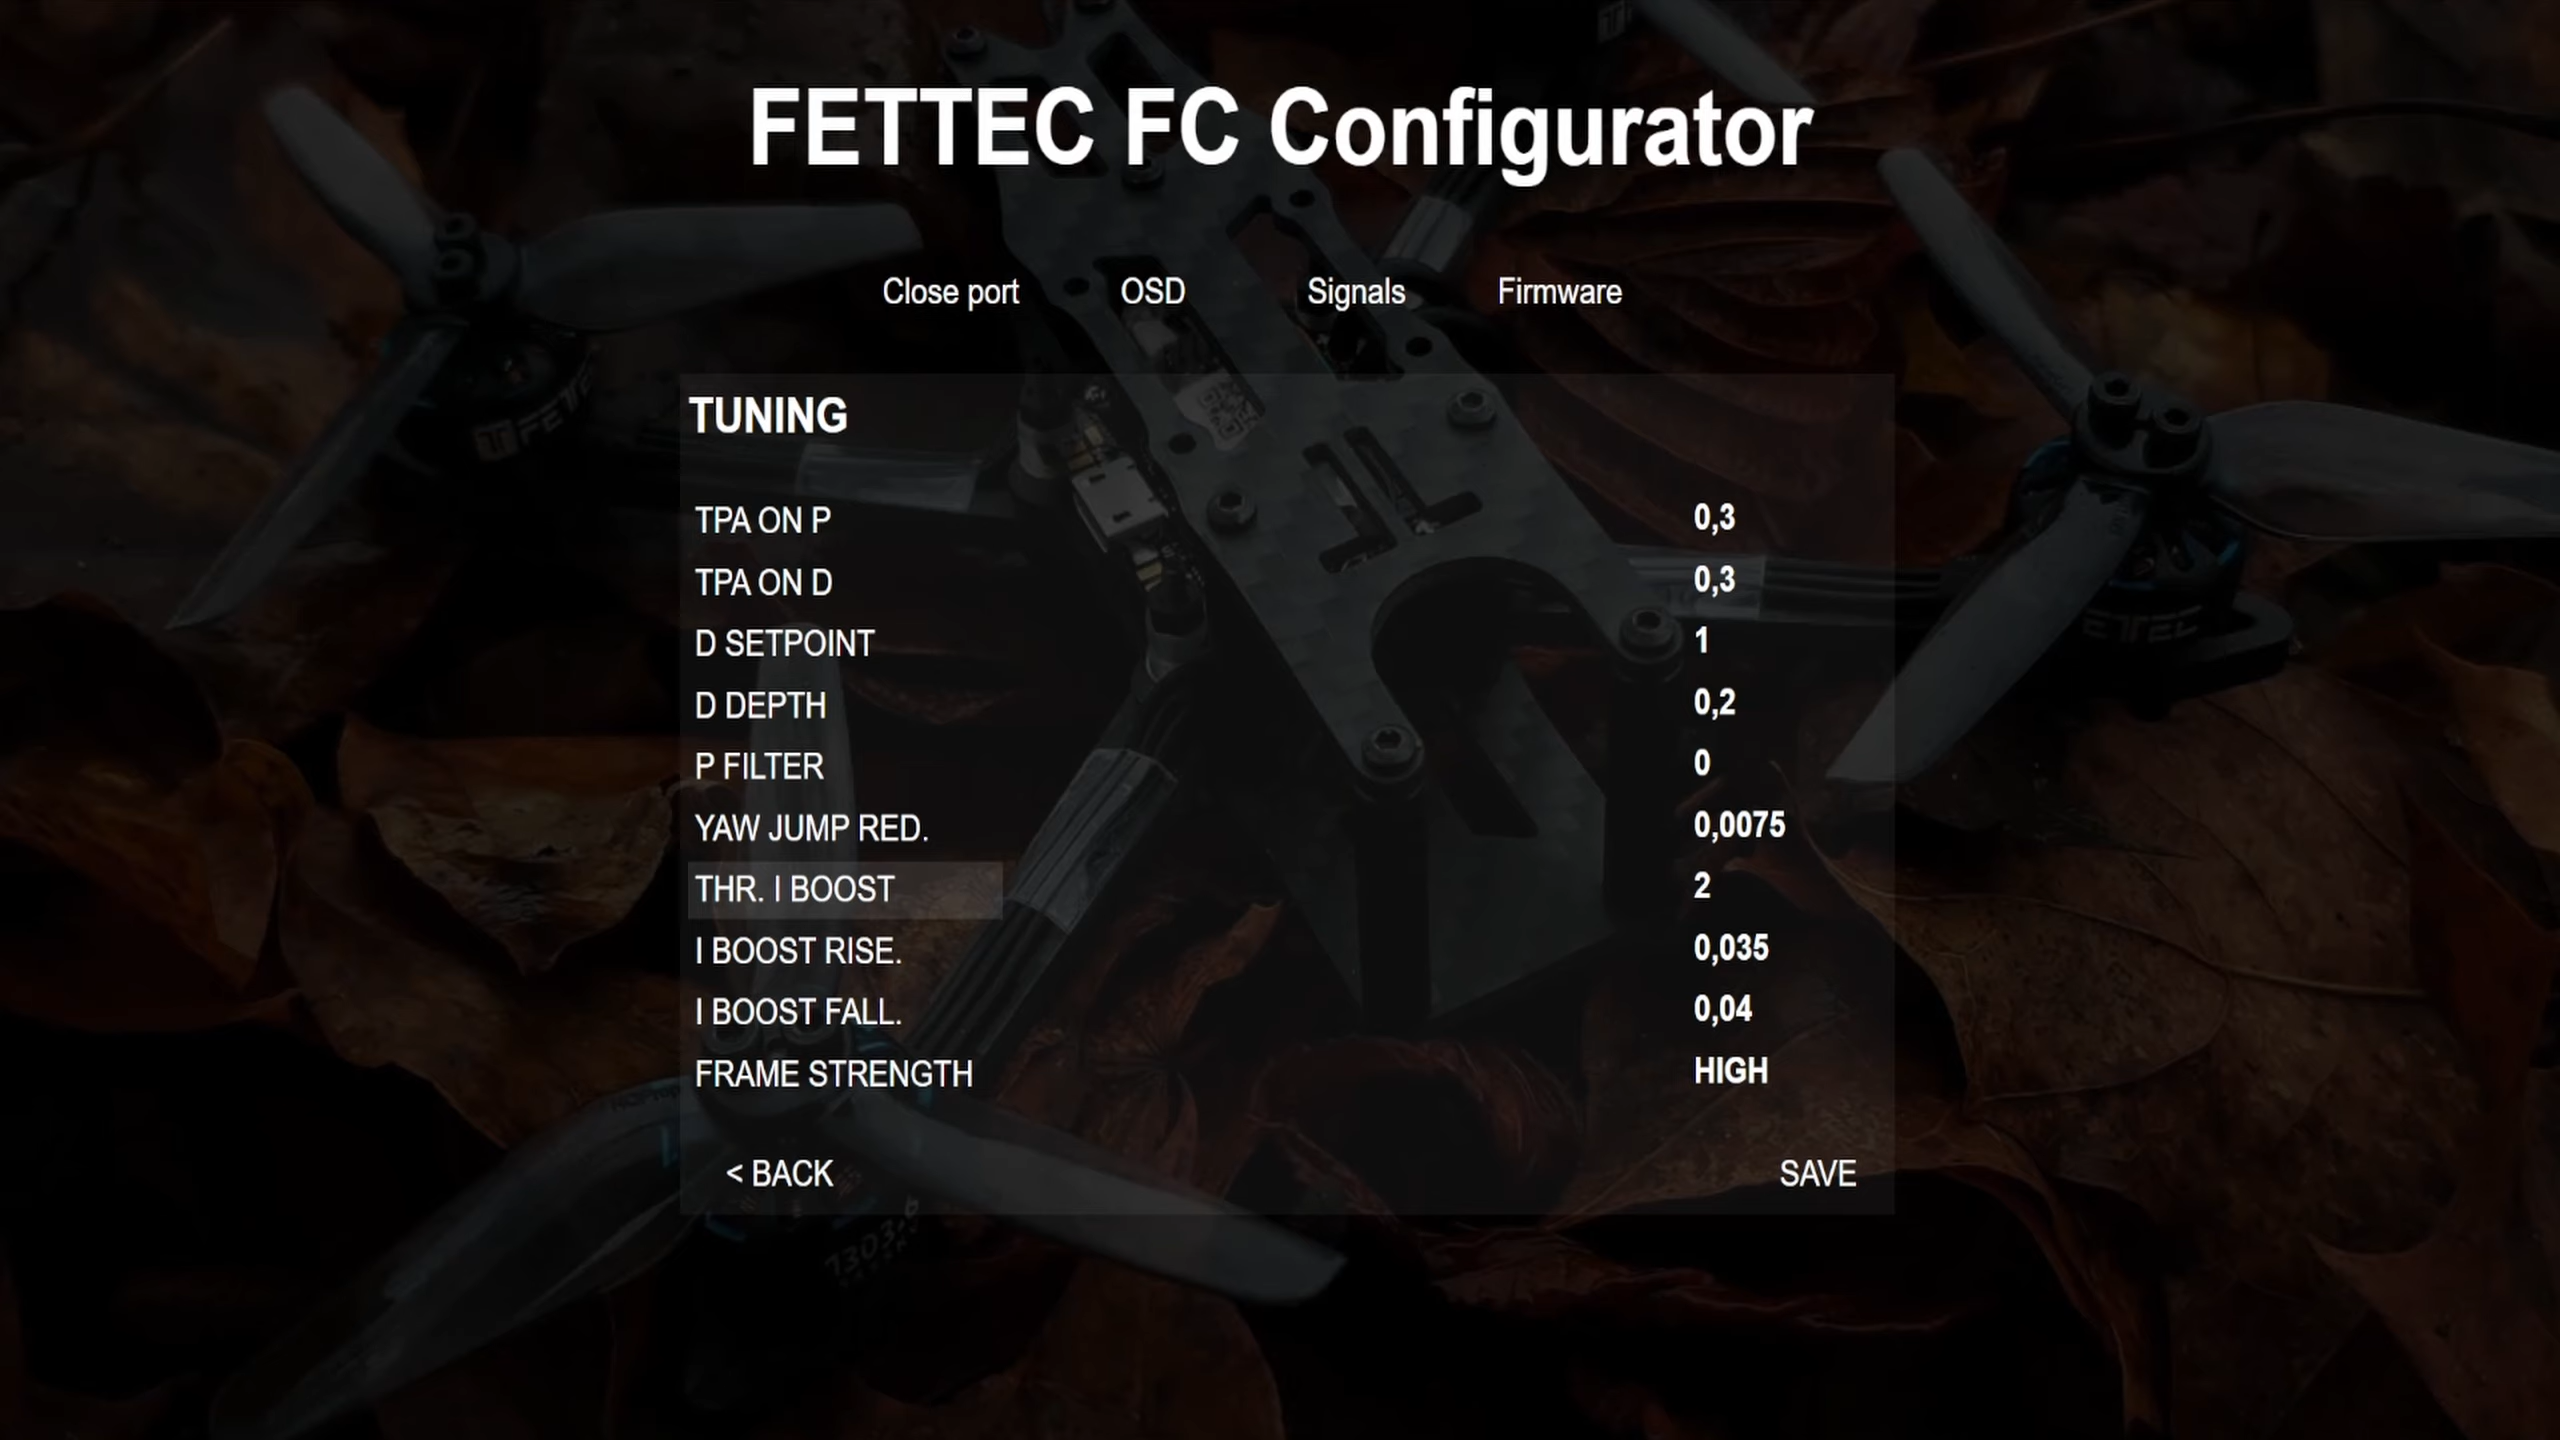 FETTEC FC Configurator
Close port OSD Signals Firmware
TUNING
TPA ON P 0,3
TPA ON D 0,3
D SETPOINT 1
D DEPTH 0,2
P FILTER 0
YAW JUMP RED. 0,0075
THR. I BOOST 2
I BOOST RISE. 0,035
I BOOST FALL. 0,04
FRAME STRENGTH HIGH
< BACK SAVE
FETEC